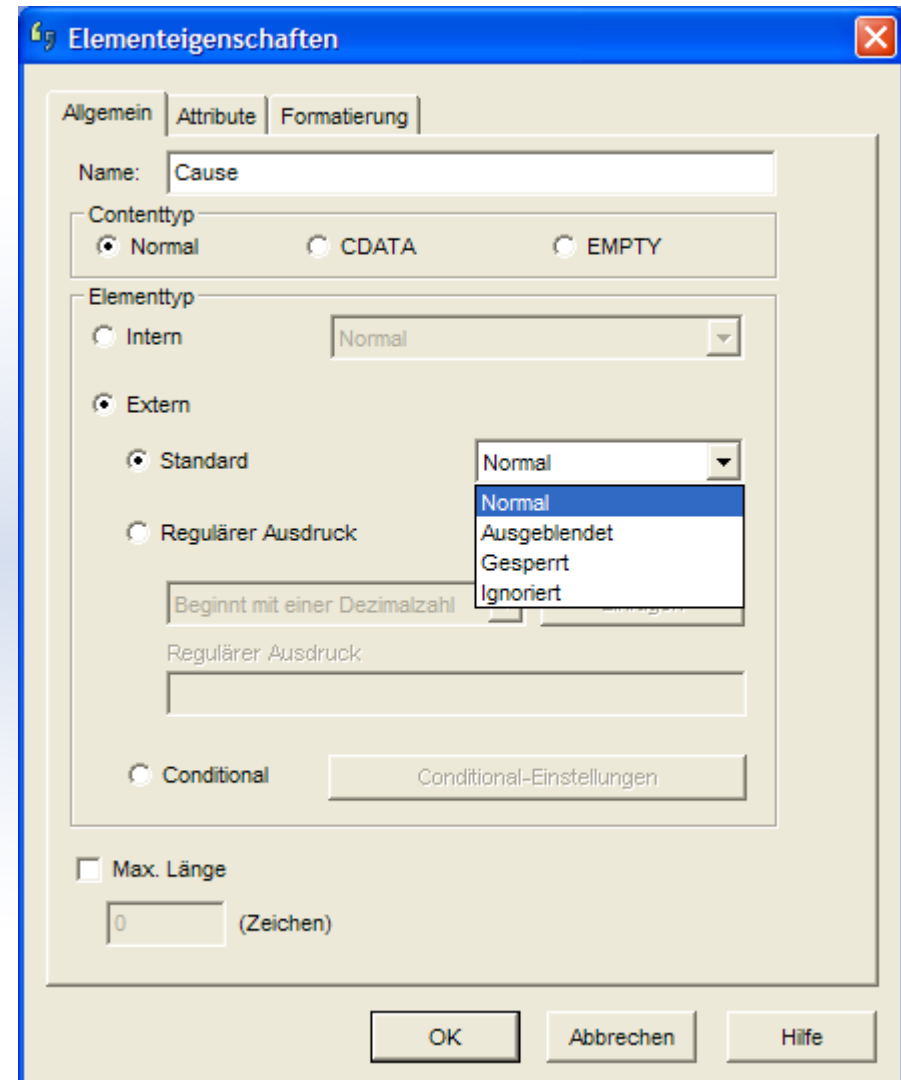 Elementeigenschaften
Allgemein Attribute Formatierung
Name: Cause
Contenttyp
Normal CDATA EMPTY
Elementtyp
Intern Normal
Extern
Standard Normal
Normal
Regulärer Ausdruck Ausgeblendet
Gesperrt
Beginnt mit einer Dezimalzahl Ignoriert
Regulärer Ausdruck
Conditional Conditional-Einstellungen
Max. Länge
0 (Zeichen)
OK Abbrechen Hilfe